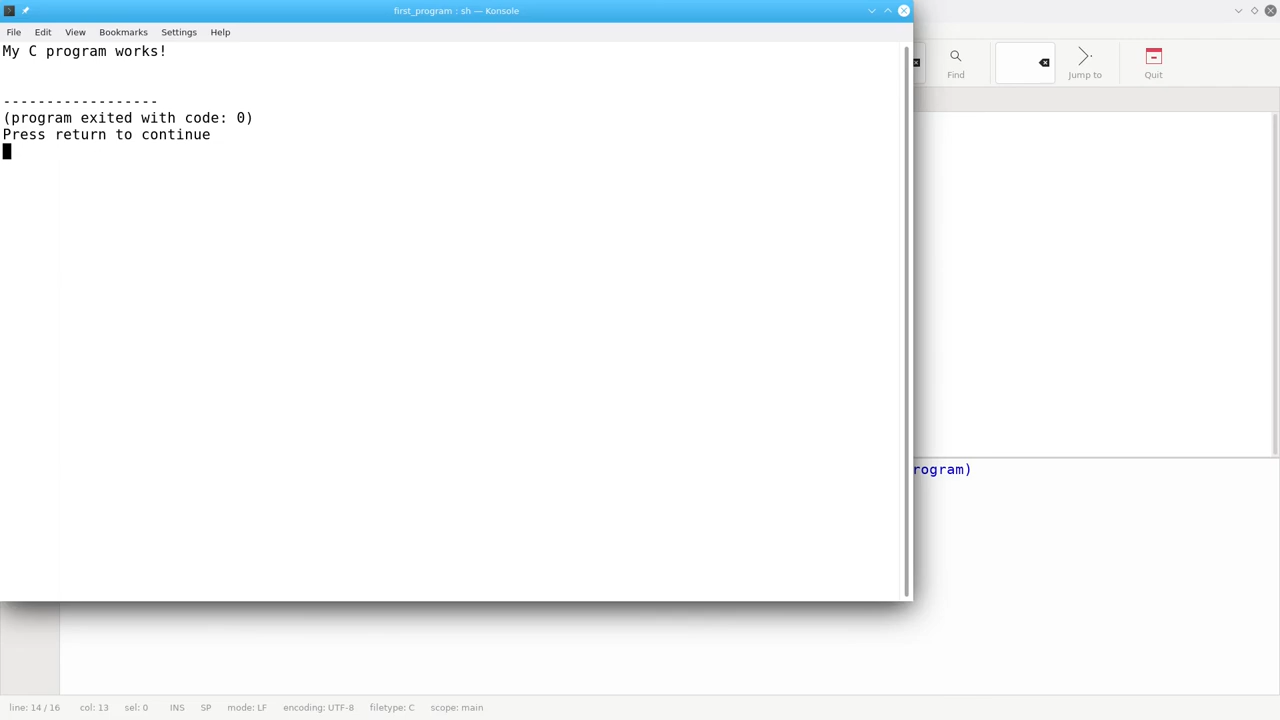 first_program : sh — Konsole
File Edit View Bookmarks Settings Help
My C program works!
------------------
(program exited with code: 0)
Press return to continue
Find
Jump to
Quit
rogram)
line: 14 / 16 col: 13 sel: 0 INS SP mode: LF encoding: UTF-8 filetype: C scope: main